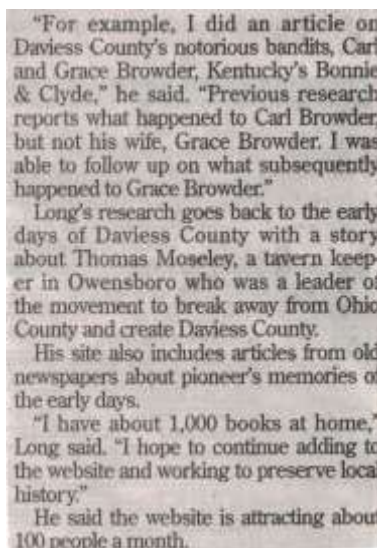 "For example, I did an article on
Daviess County's notorious bandits, Carl
and Grace Browder, Kentucky's Bonnie
& Clyde," he said. "Previous research
reports what happened to Carl Browder,
but not his wife, Grace Browder. I was
able to follow up on what subsequently
happened to Grace Browder."
Long's research goes back to the early
days of Daviess County with a story
about Thomas Moseley, a tavern keep-
er in Owensboro who was a leader of
the movement to break away from Ohio
County and create Daviess County.
His site also includes articles from old
newspapers about pioneer's memories of
the early days.
"I have about 1,000 books at home,"
Long said. "I hope to continue adding to
the website and working to preserve local
history."
He said the website is attracting about
100 people a month.